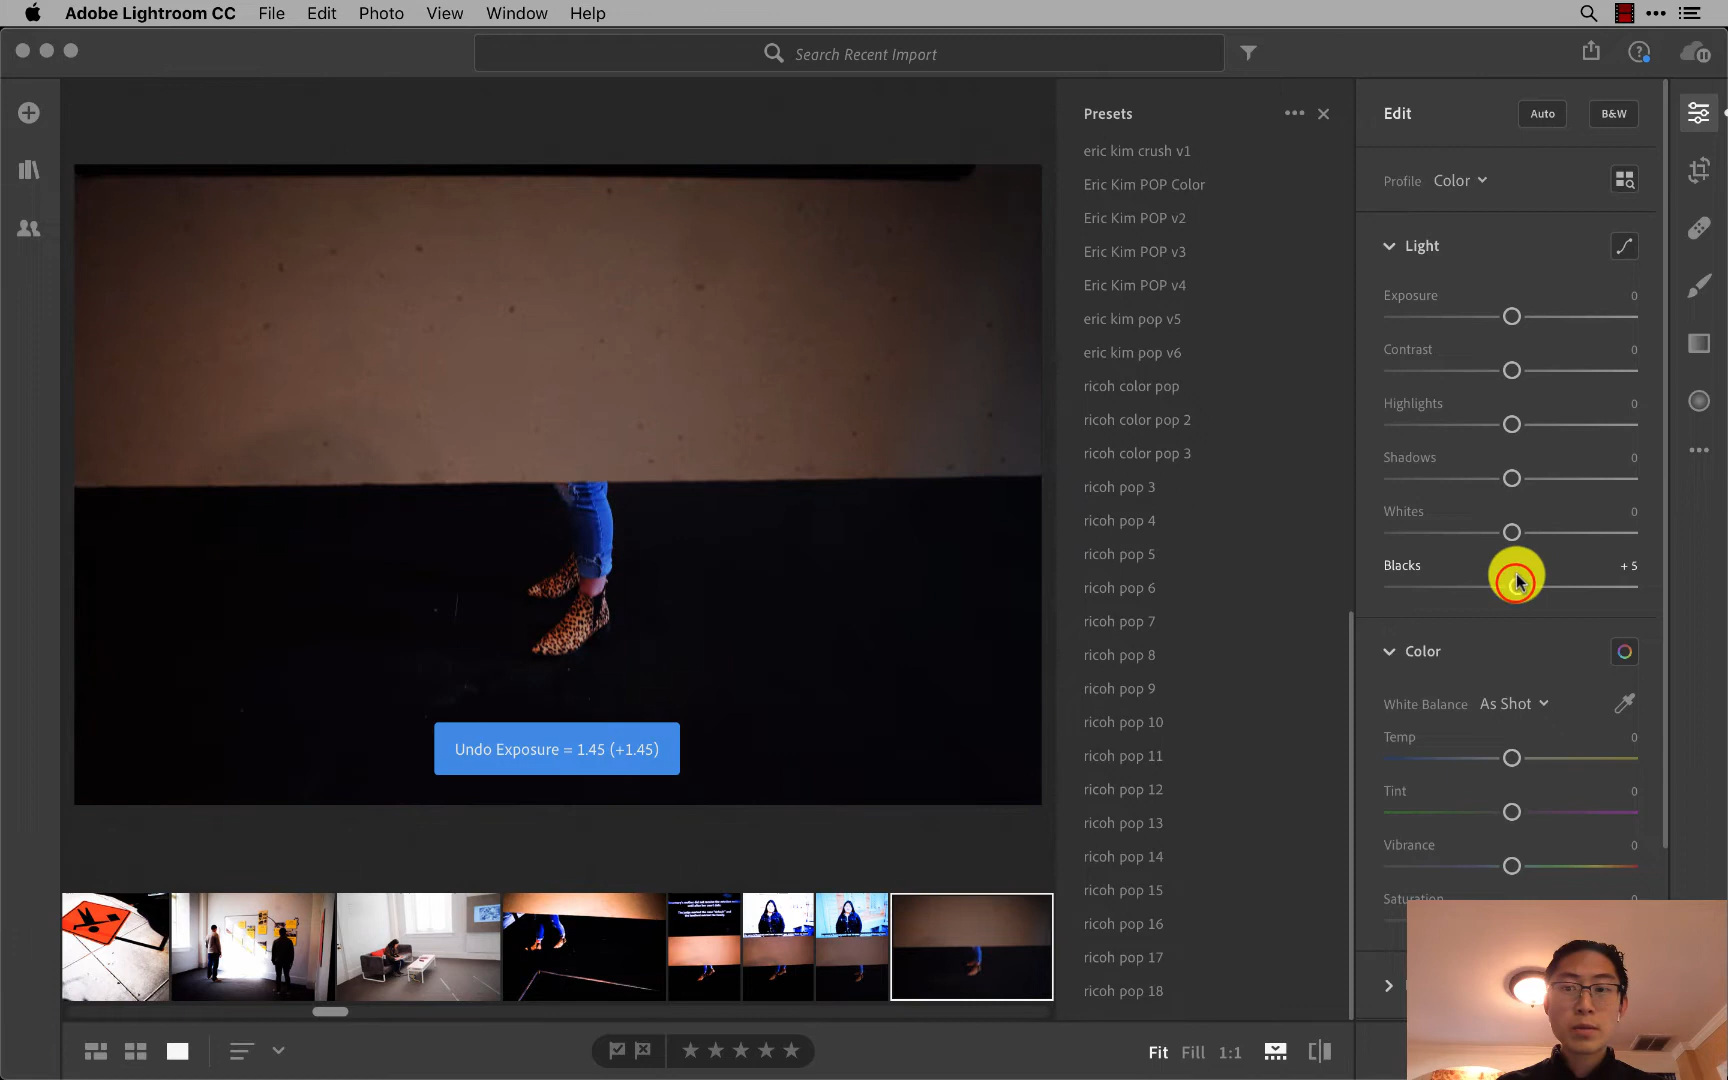 Adobe Lightroom CC File Edit Photo View Window Help
Search Recent Import
Presets
eric kim crush v1
Eric Kim POP Color
Eric Kim POP v2
Eric Kim POP v3
Eric Kim POP v4
eric kim pop v5
eric kim pop v6
ricoh color pop
ricoh color pop 2
ricoh color pop 3
ricoh pop 3
ricoh pop 4
ricoh pop 5
ricoh pop 6
ricoh pop 7
ricoh pop 8
ricoh pop 9
ricoh pop 10
ricoh pop 11
ricoh pop 12
ricoh pop 13
ricoh pop 14
ricoh pop 15
ricoh pop 16
ricoh pop 17
ricoh pop 18
Edit Auto B&W
Profile Color
Light
Exposure 0
Contrast 0
Highlights 0
Shadows 0
Whites 0
Blacks + 5
Color
White Balance As Shot
Temp 0
Tint 0
Vibrance 0
Saturation
Undo Exposure = 1.45 (+1.45)
Fit Fill 1:1